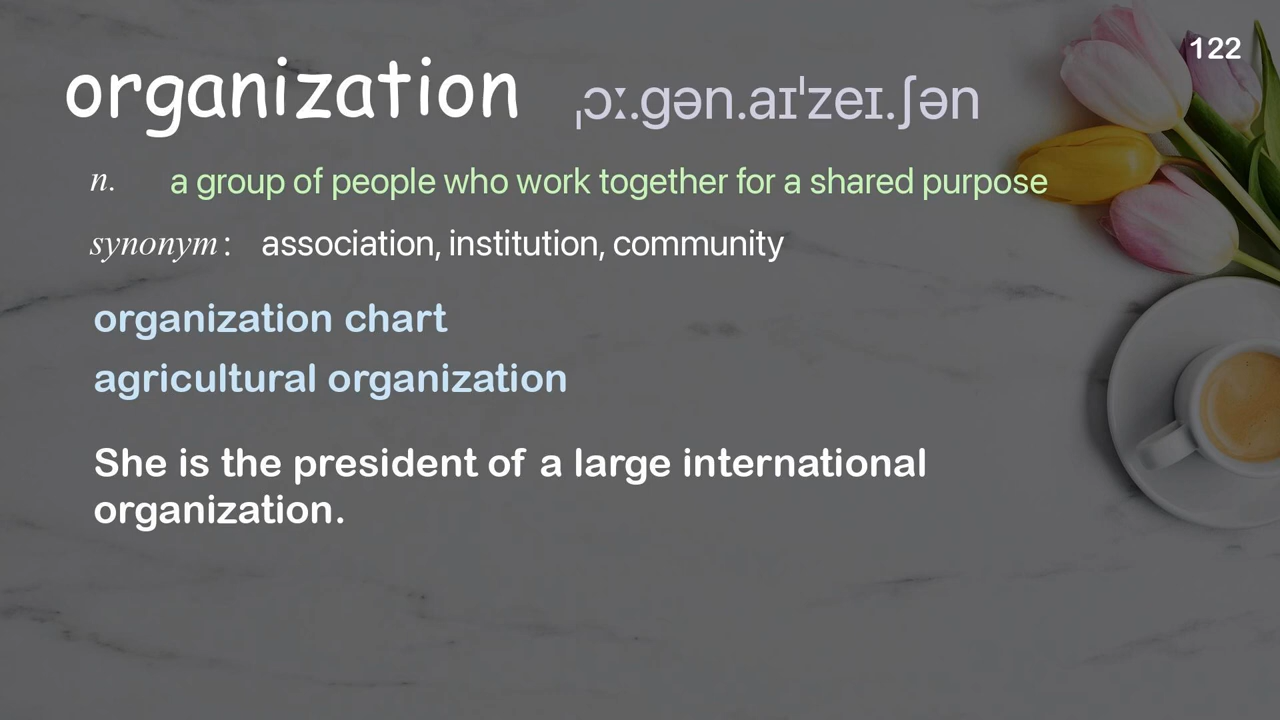 122
organization ˌɔː.ɡən.aɪˈzeɪ.ʃən
n. a group of people who work together for a shared purpose
synonym: association, institution, community
organization chart
agricultural organization
She is the president of a large international
organization.